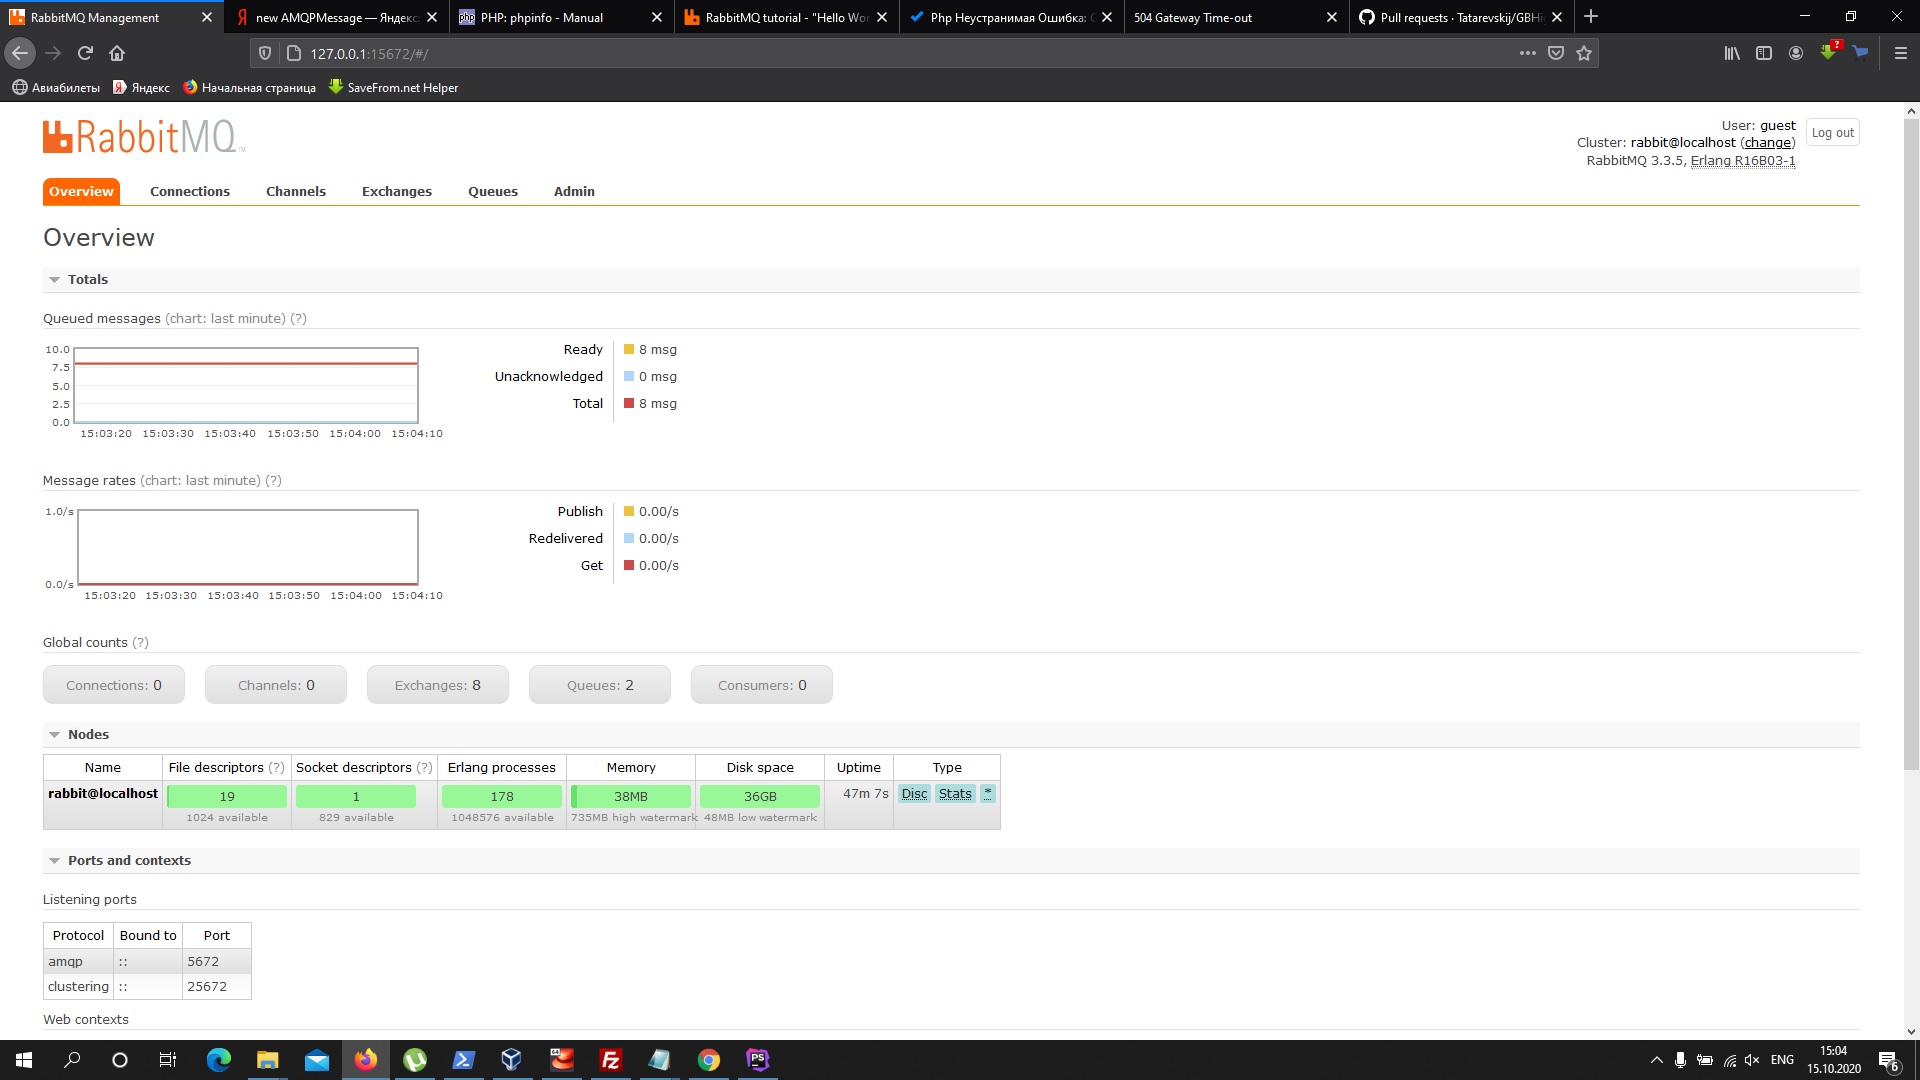 RabbitMQ Management
new AMQPMessage — Яндекс
PHP: phpinfo - Manual
RabbitMQ tutorial - "Hello Wor
Php Неустранимая Ошибка: C
504 Gateway Time-out
Pull requests · Tatarevskij/GBHi
127.0.0.1:15672/#/
Авиабилеты
Яндекс
Начальная страница
SaveFrom.net Helper
RabbitMQ™
User: guest
Cluster: rabbit@localhost (change)
RabbitMQ 3.3.5, Erlang R16B03-1
Log out
Overview Connections Channels Exchanges Queues Admin
Overview
Totals
Queued messages (chart: last minute) (?)
10.0
7.5
5.0
2.5
0.0
15:03:20 15:03:30 15:03:40 15:03:50 15:04:00 15:04:10
Ready 8 msg
Unacknowledged 0 msg
Total 8 msg
Message rates (chart: last minute) (?)
1.0/s
0.0/s
15:03:20 15:03:30 15:03:40 15:03:50 15:04:00 15:04:10
Publish 0.00/s
Redelivered 0.00/s
Get 0.00/s
Global counts (?)
Connections: 0 Channels: 0 Exchanges: 8 Queues: 2 Consumers: 0
Nodes
Name File descriptors (?) Socket descriptors (?) Erlang processes Memory Disk space Uptime Type
rabbit@localhost 19 1 178 38MB 36GB 47m 7s Disc Stats *
1024 available 829 available 1048576 available 735MB high watermark 48MB low watermark
Ports and contexts
Listening ports
Protocol Bound to Port
amqp :: 5672
clustering :: 25672
Web contexts
ENG
15:04
15.10.2020
6